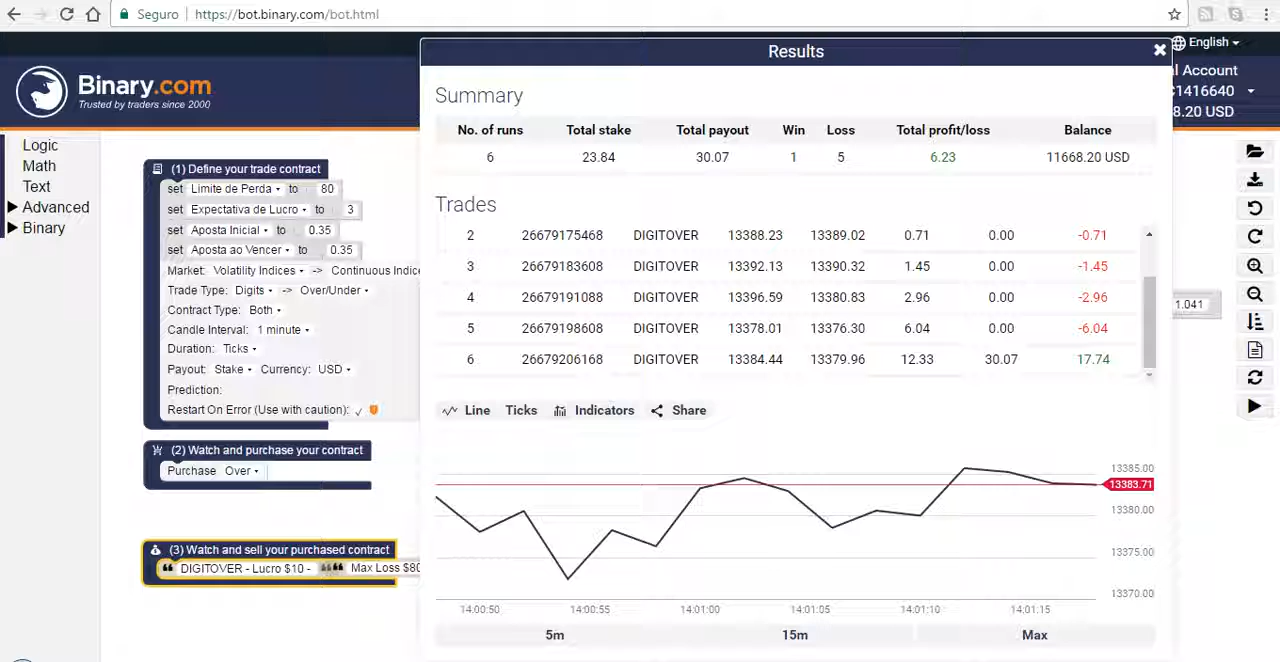 Seguro
https://bot.binary.com/bot.html
English
Binary.com
Trusted by traders since 2000
l Account
1416640
8.20 USD
Logic
Math
Text
Advanced
Binary
(1) Define your trade contract
set Limite de Perda to 80
set Expectativa de Lucro to 3
set Aposta Inicial to 0.35
set Aposta ao Vencer to 0.35
Market: Volatility Indices -> Continuous Indice
Trade Type: Digits -> Over/Under
Contract Type: Both
Candle Interval: 1 minute
Duration: Ticks
Payout: Stake Currency: USD
Prediction:
Restart On Error (Use with caution):
(2) Watch and purchase your contract
Purchase Over
(3) Watch and sell your purchased contract
❝ DIGITOVER - Lucro $10 - ❝❝ Max Loss $80
1.041
Results
Summary
No. of runs Total stake Total payout Win Loss Total profit/loss Balance
6 23.84 30.07 1 5 6.23 11668.20 USD
Trades
2 26679175468 DIGITOVER 13388.23 13389.02 0.71 0.00 -0.71
3 26679183608 DIGITOVER 13392.13 13390.32 1.45 0.00 -1.45
4 26679191088 DIGITOVER 13396.59 13380.83 2.96 0.00 -2.96
5 26679198608 DIGITOVER 13378.01 13376.30 6.04 0.00 -6.04
6 26679206168 DIGITOVER 13384.44 13379.96 12.33 30.07 17.74
Line Ticks Indicators Share
13385.00
13383.71
13380.00
13375.00
13370.00
14:00:50 14:00:55 14:01:00 14:01:05 14:01:10 14:01:15
5m 15m Max